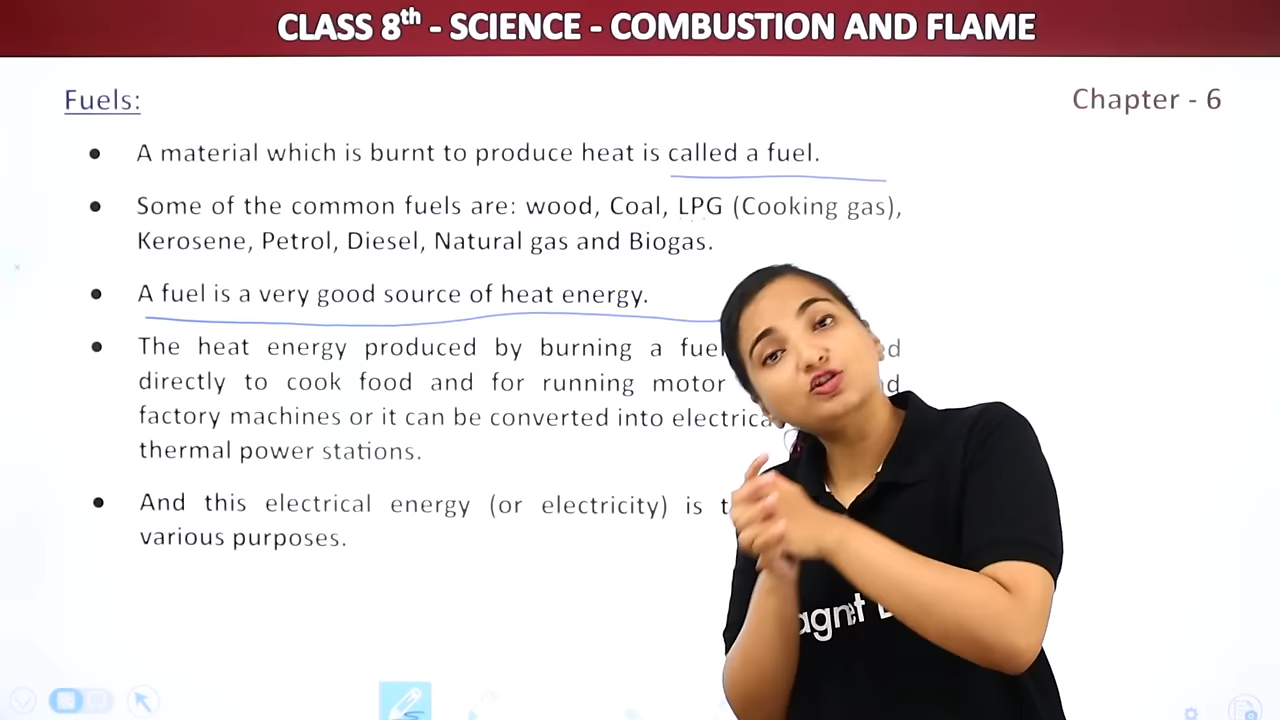 CLASS 8th - SCIENCE - COMBUSTION AND FLAME
Fuels:
Chapter - 6
A material which is burnt to produce heat is called a fuel.
Some of the common fuels are: wood, Coal, LPG (Cooking gas),
Kerosene, Petrol, Diesel, Natural gas and Biogas.
A fuel is a very good source of heat energy.
The heat energy produced by burning a fuel
directly to cook food and for running motor
factory machines or it can be converted into
thermal power stations.
And this electrical energy (or electricity) is
various purposes.